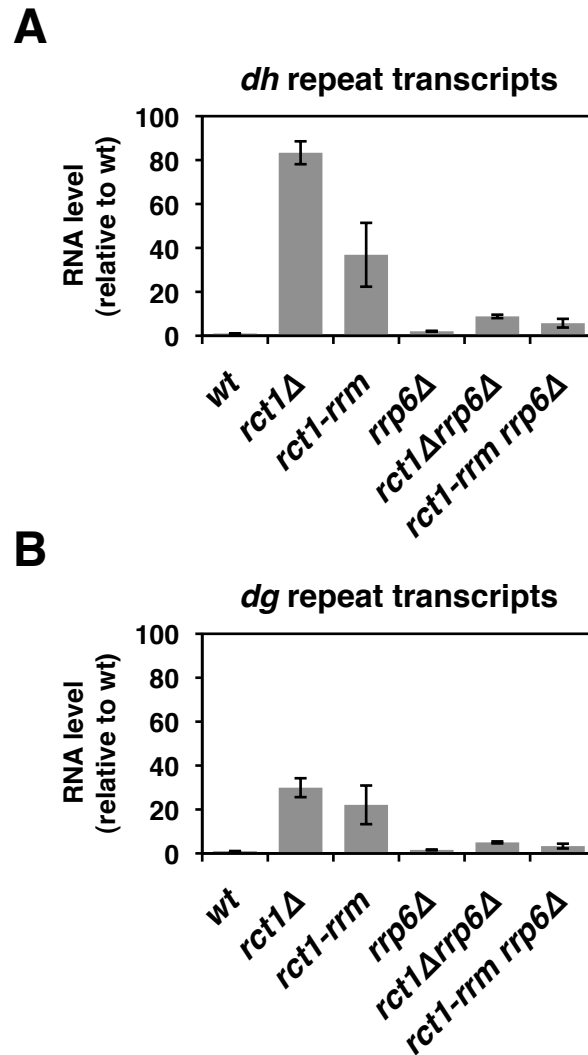 A
dh repeat transcripts
RNA level
(relative to wt)
100
80
60
40
20
0
wt
rct1Δ
rct1-rrm
rrp6Δ
rct1Δrrp6Δ
rct1-rrm rrp6Δ
B
dg repeat transcripts
RNA level
(relative to wt)
100
80
60
40
20
0
wt
rct1Δ
rct1-rrm
rrp6Δ
rct1Δrrp6Δ
rct1-rrm rrp6Δ